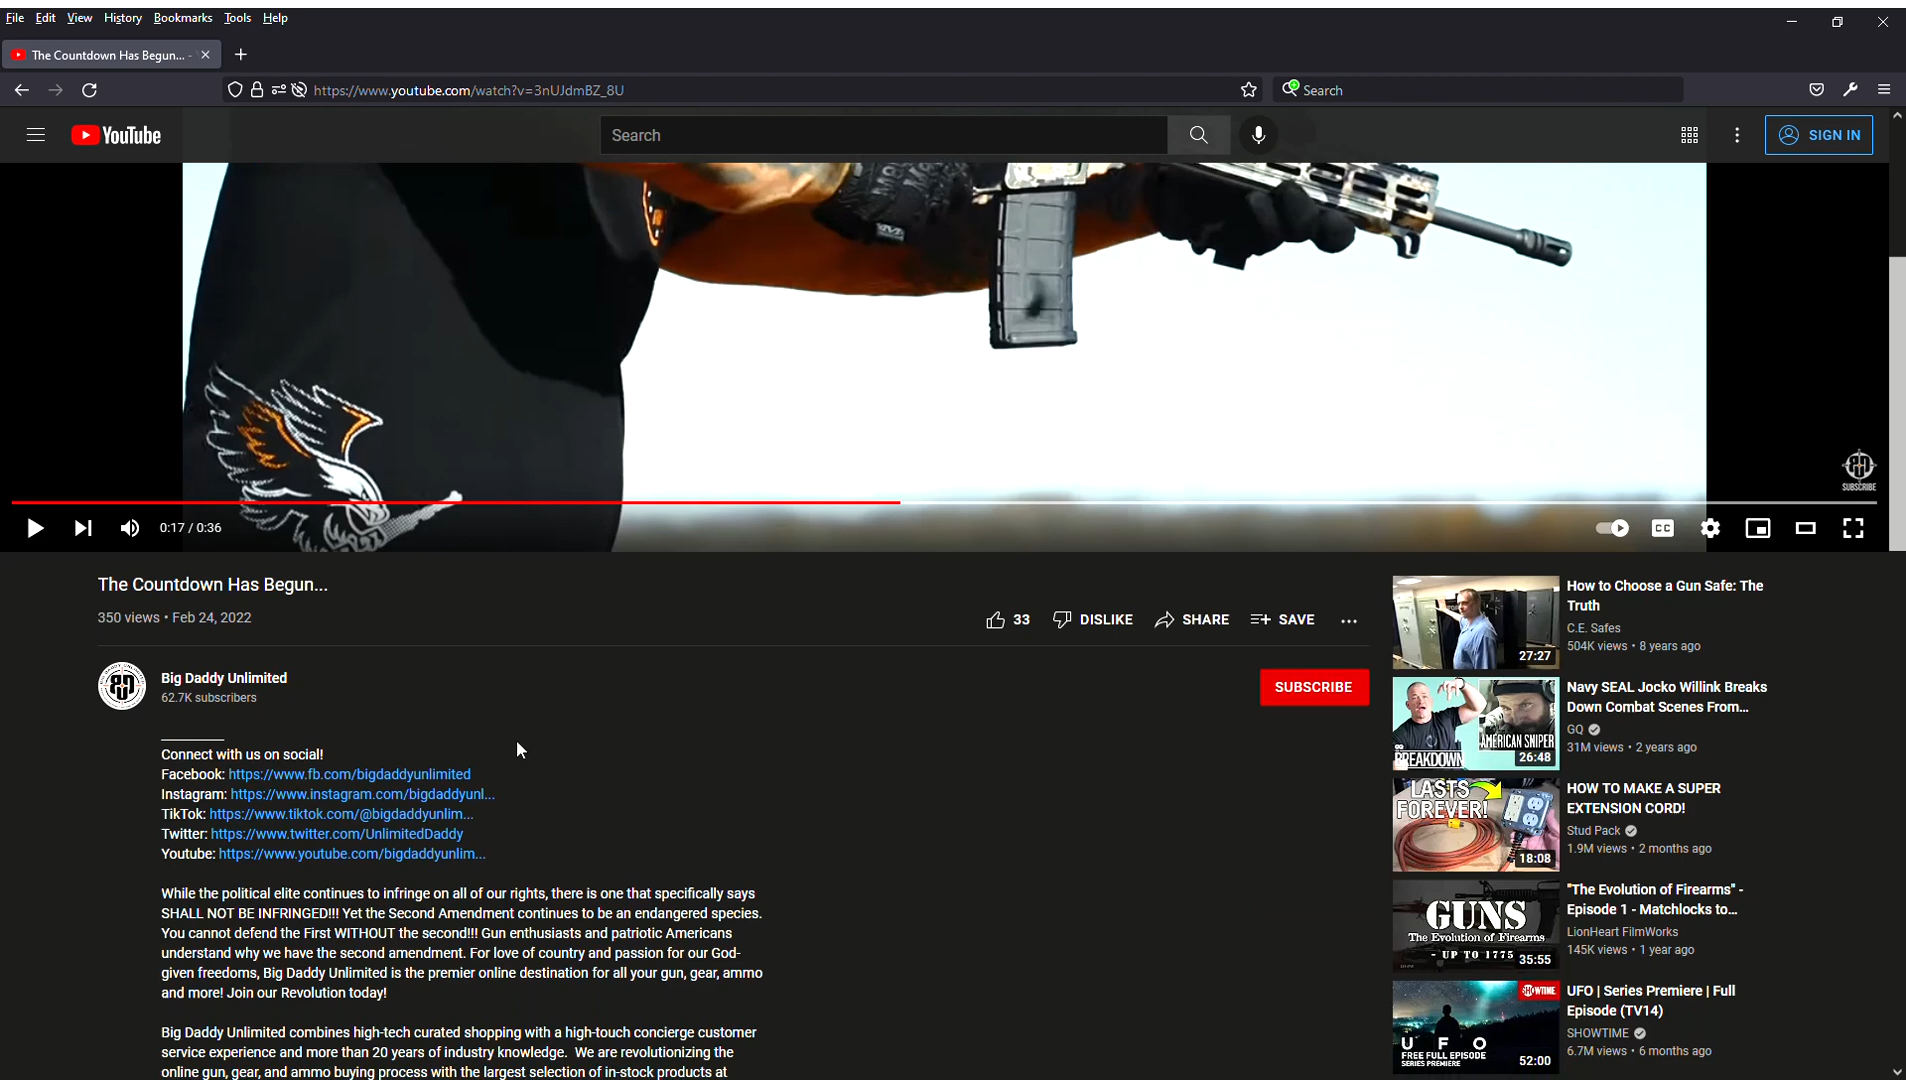 File Edit View History Bookmarks Tools Help
The Countdown Has Begun... -
https://www.youtube.com/watch?v=3nUJdmBZ_8U
Search
YouTube
Search
SIGN IN
SUBSCRIBE
0:17 / 0:36
CC
The Countdown Has Begun...
350 views • Feb 24, 2022
33 DISLIKE SHARE SAVE ...
Big Daddy Unlimited
62.7K subscribers
SUBSCRIBE
Connect with us on social!
Facebook: https://www.fb.com/bigdaddyunlimited
Instagram: https://www.instagram.com/bigdaddyunl...
TikTok: https://www.tiktok.com/@bigdaddyunlim...
Twitter: https://www.twitter.com/UnlimitedDaddy
Youtube: https://www.youtube.com/bigdaddyunlim...
While the political elite continues to infringe on all of our rights, there is one that specifically says
SHALL NOT BE INFRINGED!!! Yet the Second Amendment continues to be an endangered species.
You cannot defend the First WITHOUT the second!!! Gun enthusiasts and patriotic Americans
understand why we have the second amendment. For love of country and passion for our God-
given freedoms, Big Daddy Unlimited is the premier online destination for all your gun, gear, ammo
and more! Join our Revolution today!
Big Daddy Unlimited combines high-tech curated shopping with a high-touch concierge customer
service experience and more than 20 years of industry knowledge. We are revolutionizing the
online gun, gear, and ammo buying process with the largest selection of in-stock products at
27:27
How to Choose a Gun Safe: The
Truth
C.E. Safes
504K views • 8 years ago
AMERICAN SNIPER
BREAKDOWN
26:48
Navy SEAL Jocko Willink Breaks
Down Combat Scenes From...
GQ
31M views • 2 years ago
LASTS
FOREVER!
18:08
HOW TO MAKE A SUPER
EXTENSION CORD!
Stud Pack
1.9M views • 2 months ago
GUNS
The Evolution of Firearms
- UP TO 1775
35:55
"The Evolution of Firearms" -
Episode 1 - Matchlocks to...
LionHeart FilmWorks
145K views • 1 year ago
SHOWTIME
UFO
FREE FULL EPISODE
SERIES PREMIERE
52:00
UFO | Series Premiere | Full
Episode (TV14)
SHOWTIME
6.7M views • 6 months ago